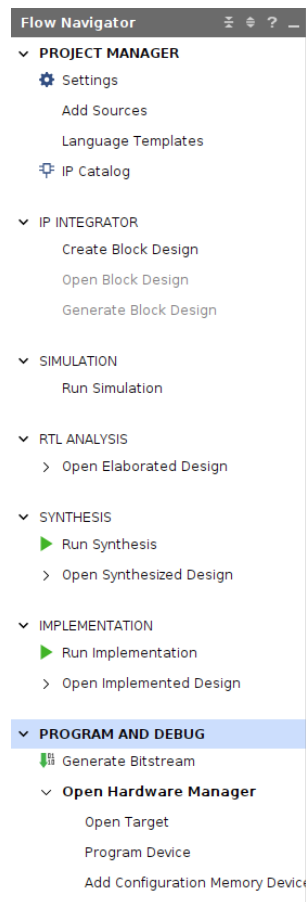 Flow Navigator
PROJECT MANAGER
Settings
Add Sources
Language Templates
IP Catalog
IP INTEGRATOR
Create Block Design
Open Block Design
Generate Block Design
SIMULATION
Run Simulation
RTL ANALYSIS
Open Elaborated Design
SYNTHESIS
Run Synthesis
Open Synthesized Design
IMPLEMENTATION
Run Implementation
Open Implemented Design
PROGRAM AND DEBUG
Generate Bitstream
Open Hardware Manager
Open Target
Program Device
Add Configuration Memory Device